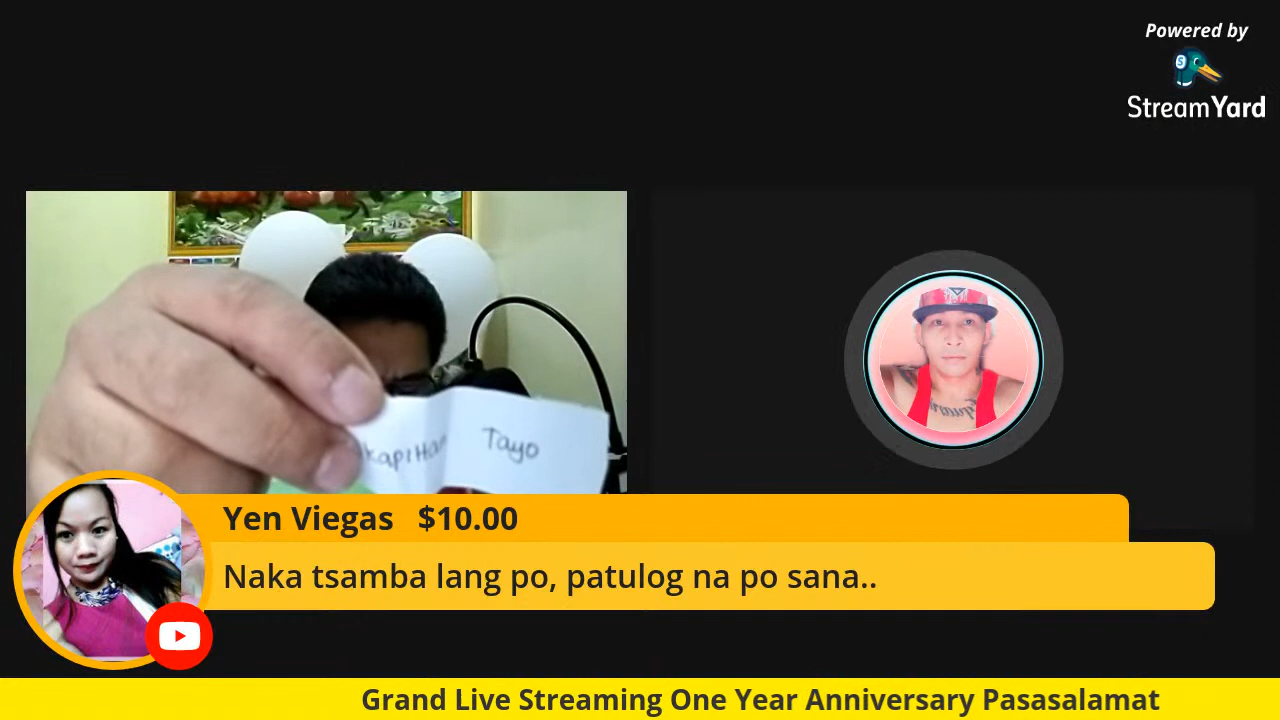 Powered by
StreamYard
Tayo
Yen Viegas $10.00
Naka tsamba lang po, patulog na po sana..
Grand Live Streaming One Year Anniversary Pasasalamat